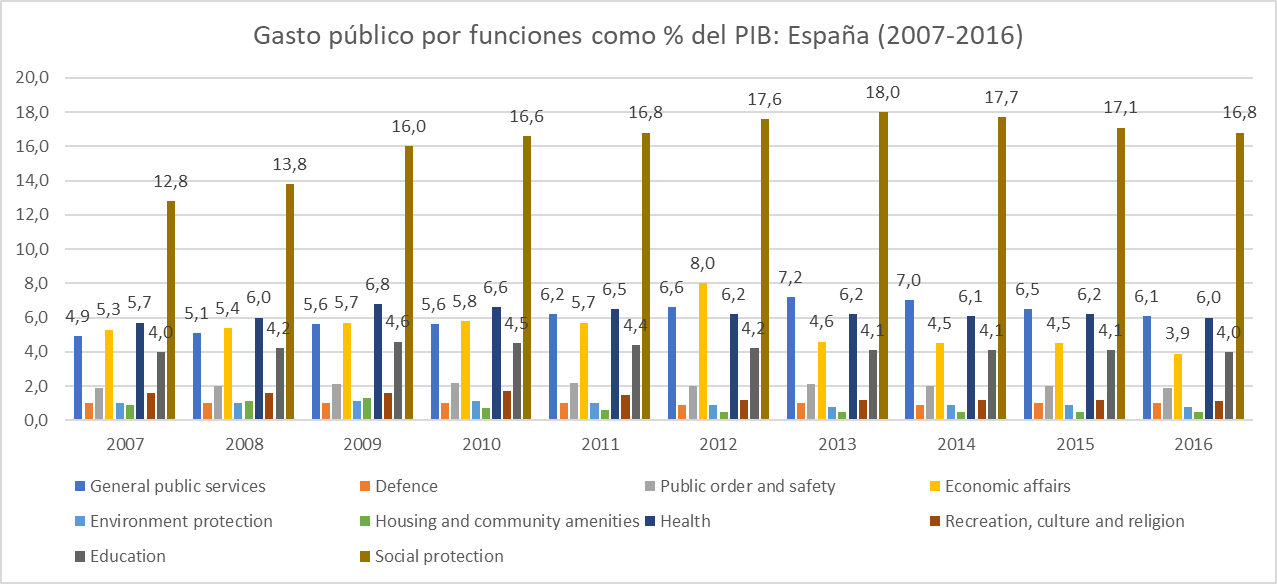 Gasto público por funciones como % del PIB: España (2007-2016)
20,0
18,0
16,0
14,0
12,0
10,0
8,0
6,0
4,0
2,0
0,0
4,9 5,3 5,7 4,0 12,8
5,1 5,4 6,0 4,2 13,8
5,6 5,7 6,8 4,6 16,0
5,6 5,8 6,6 4,5 16,6
6,2 5,7 6,5 4,4 16,8
6,6 8,0 6,2 4,2 17,6
7,2 4,6 6,2 4,1 18,0
7,0 4,5 6,1 4,1 17,7
6,5 4,5 6,2 4,1 17,1
6,1 3,9 6,0 4,0 16,8
2007 2008 2009 2010 2011 2012 2013 2014 2015 2016
General public services Defence Public order and safety Economic affairs
Environment protection Housing and community amenities Health Recreation, culture and religion
Education Social protection